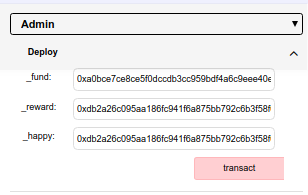 Admin
Deploy
_fund: 0xa0bce7ce8ce5f0dccdb3cc959bdf4a6c9eee40e
_reward: 0xdb2a26c095aa186fc941f6a875bb792c6b3f58f
_happy: 0xdb2a26c095aa186fc941f6a875bb792c6b3f58f
transact